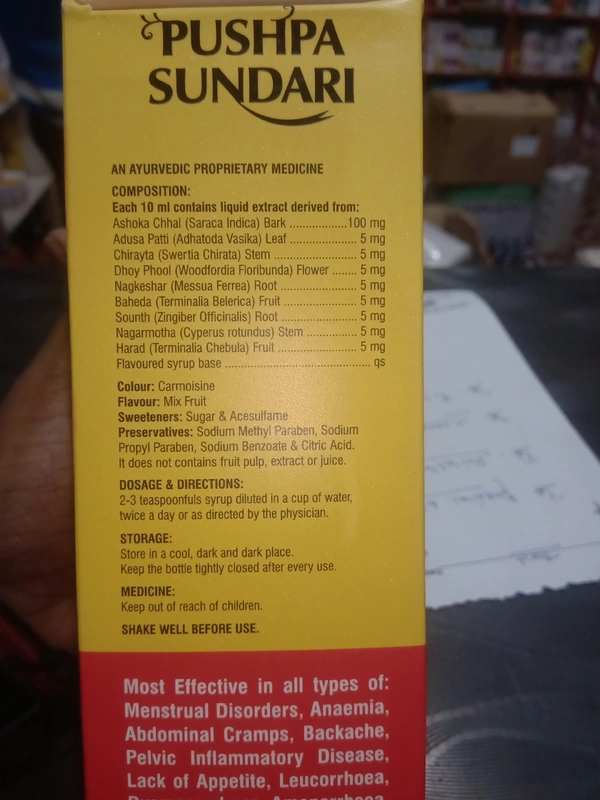 PUSHPA
SUNDARI
AN AYURVEDIC PROPRIETARY MEDICINE
COMPOSITION:
Each 10 ml contains liquid extract derived from:
Ashoka Chhal (Saraca Indica) Bark ..................100 mg
Adusa Patti (Adhatoda Vasika) Leaf ..................... 5 mg
Chirayta (Swertia Chirata) Stem .......................... 5 mg
Dhoy Phool (Woodfordia Floribunda) Flower ........ 5 mg
Nagkeshar (Messua Ferrea) Root ......................... 5 mg
Baheda (Terminalia Belerica) Fruit ....................... 5 mg
Sounth (Zingiber Officinalis) Root ........................ 5 mg
Nagarmotha (Cyperus rotundus) Stem ................ 5 mg
Harad (Terminalia Chebula) Fruit ......................... 5 mg
Flavoured syrup base ............................................. qs
Colour: Carmoisine
Flavour: Mix Fruit
Sweeteners: Sugar & Acesulfame
Preservatives: Sodium Methyl Paraben, Sodium
Propyl Paraben, Sodium Benzoate & Citric Acid.
It does not contains fruit pulp, extract or juice.
DOSAGE & DIRECTIONS:
2-3 teaspoonfuls syrup diluted in a cup of water,
twice a day or as directed by the physician.
STORAGE:
Store in a cool, dark and dark place.
Keep the bottle tightly closed after every use.
MEDICINE:
Keep out of reach of children.
SHAKE WELL BEFORE USE.
Most Effective in all types of:
Menstrual Disorders, Anaemia,
Abdominal Cramps, Backache,
Pelvic Inflammatory Disease,
Lack of Appetite, Leucorrhoea,